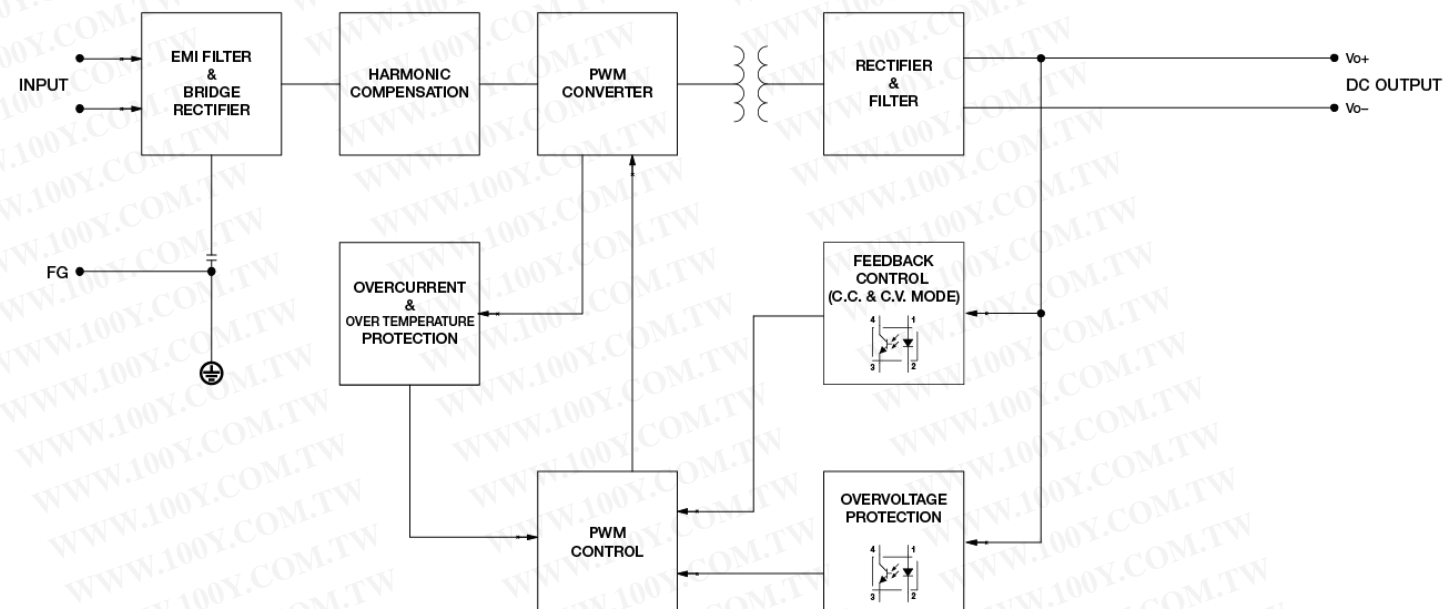 INPUT
EMI FILTER
&
BRIDGE
RECTIFIER
HARMONIC
COMPENSATION
PWM
CONVERTER
RECTIFIER
&
FILTER
Vo+
DC OUTPUT
Vo–
FG
OVERCURRENT
&
OVER TEMPERATURE
PROTECTION
FEEDBACK
CONTROL
(C.C. & C.V. MODE)
4 1
3 2
PWM
CONTROL
OVERVOLTAGE
PROTECTION
4 1
3 2
WWW.100Y.COM.TW